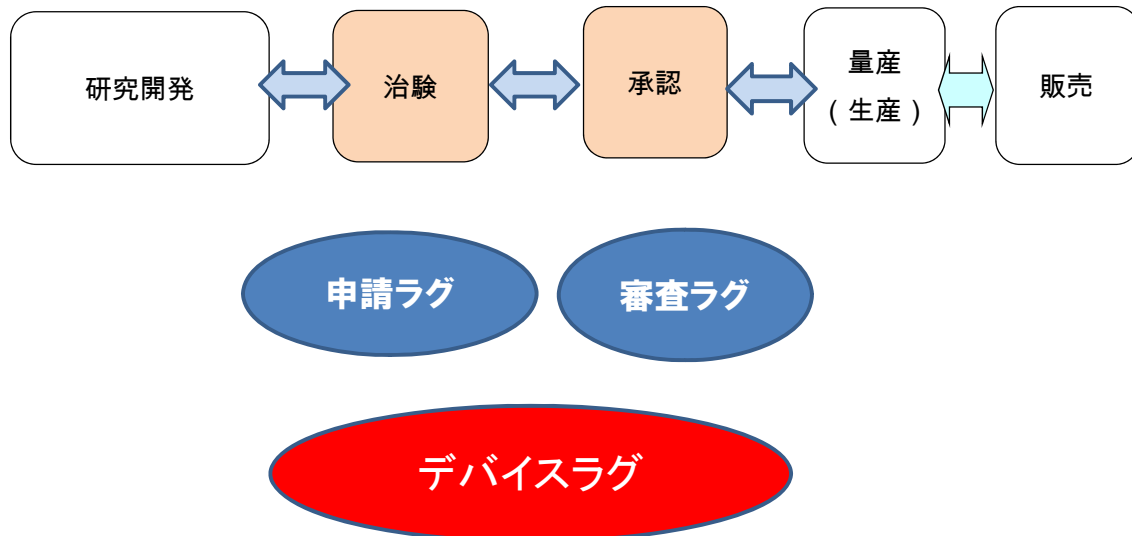 研究開発
治験
承認
量産
(生産)
販売
申請ラグ
審査ラグ
デバイスラグ